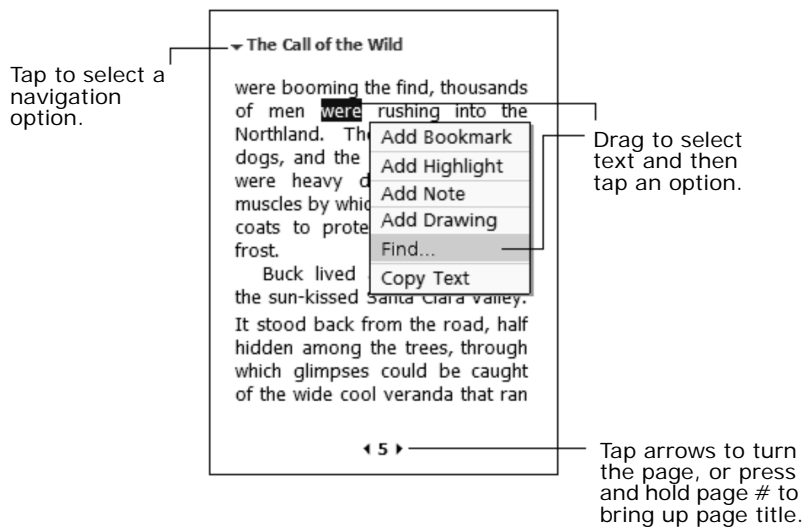 The Call of the Wild
Tap to select a
navigation
option.
were booming the find, thousands
of men were rushing into the
Northland. The
dogs, and the
were heavy d
muscles by whic
coats to prote
frost.
Buck lived
the sun-kissed Santa Clara Valley.
It stood back from the road, half
hidden among the trees, through
which glimpses could be caught
of the wide cool veranda that ran
Add Bookmark
Add Highlight
Add Note
Add Drawing
Find...
Copy Text
Drag to select
text and then
tap an option.
5
Tap arrows to turn
the page, or press
and hold page # to
bring up page title.